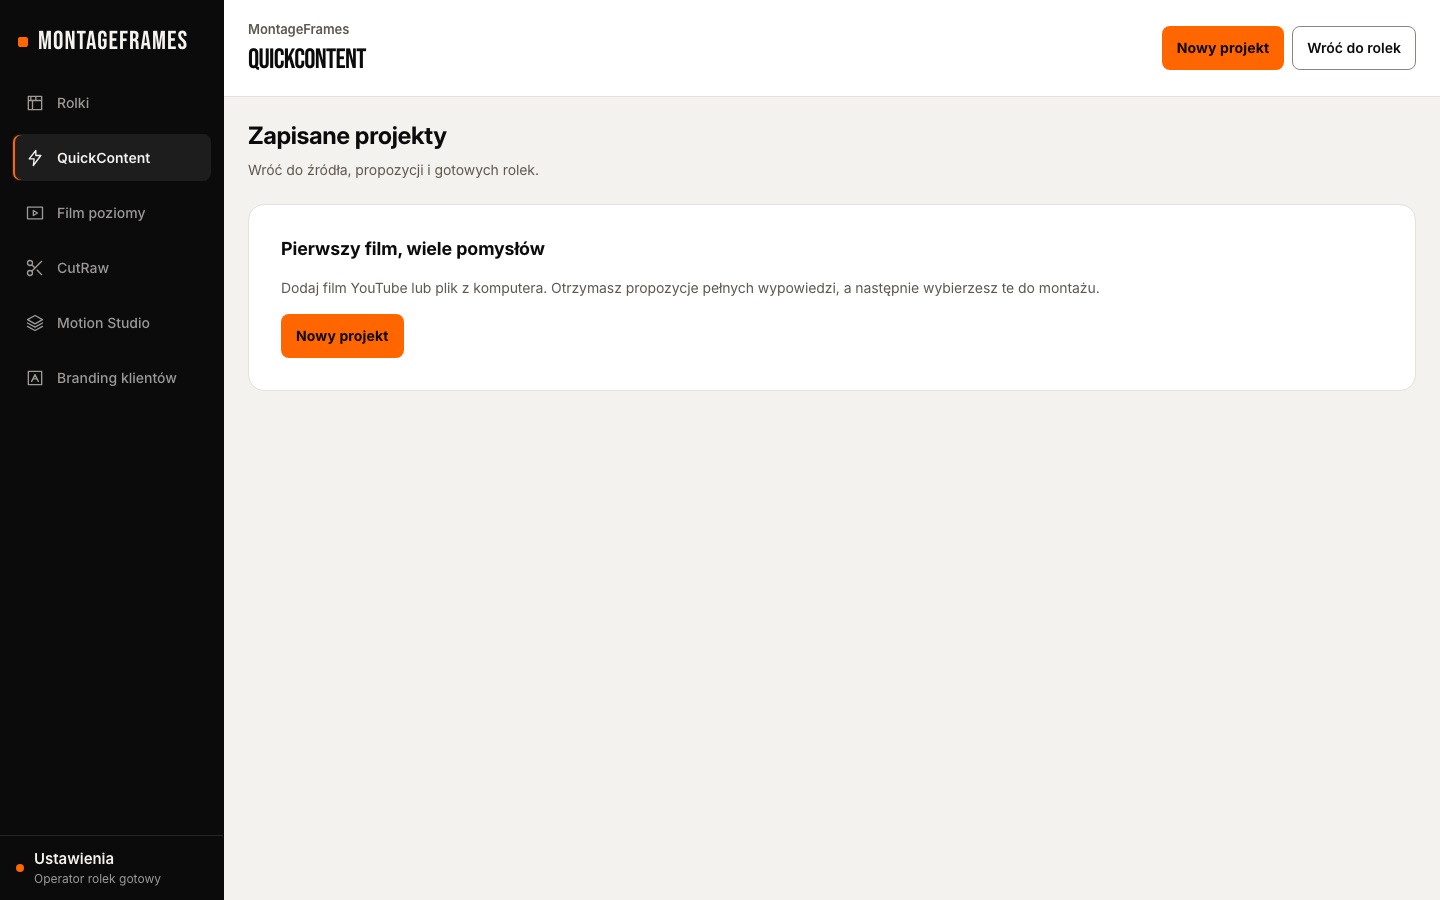 MONTAGEFRAMES
Rolki
QuickContent
Film poziomy
CutRaw
Motion Studio
Branding klientów
Ustawienia
Operator rolek gotowy
MontageFrames
QUICKCONTENT
Nowy projekt
Wróć do rolek
Zapisane projekty
Wróć do źródła, propozycji i gotowych rolek.
Pierwszy film, wiele pomysłów
Dodaj film YouTube lub plik z komputera. Otrzymasz propozycje pełnych wypowiedzi, a następnie wybierzesz te do montażu.
Nowy projekt